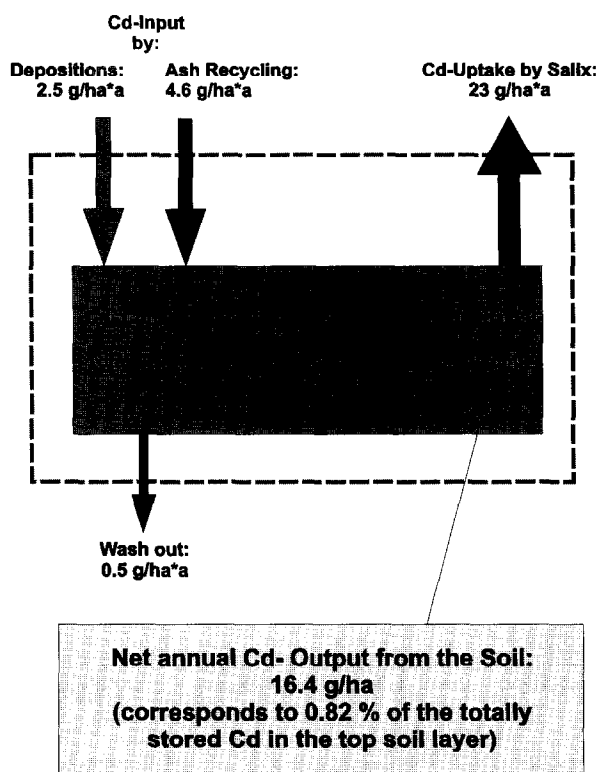 Cd-Input
by:
Depositions:
2.5 g/ha*a
Ash Recycling:
4.6 g/ha*a
Cd-Uptake by Salix:
23 g/ha*a
Wash out:
0.5 g/ha*a
Net annual Cd- Output from the Soil:
16.4 g/ha
(corresponds to 0.82 % of the totally
stored Cd in the top soil layer)